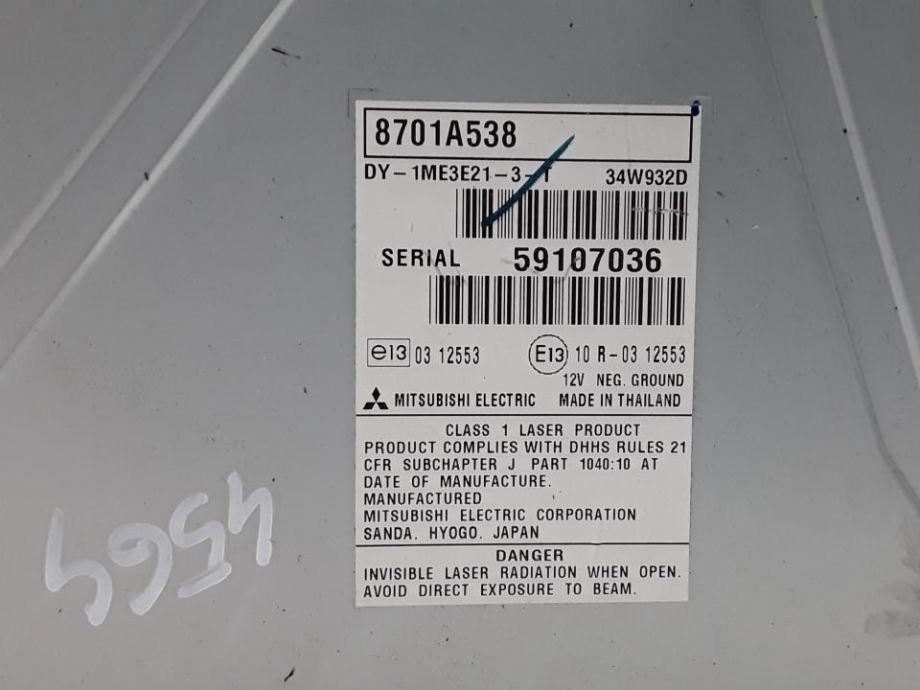 8701A538
DY-1ME3E21-3-T 34W932D
SERIAL 59107036
e13 03 12553 E13 10 R-03 12553
12V NEG. GROUND
MITSUBISHI ELECTRIC MADE IN THAILAND
CLASS 1 LASER PRODUCT
PRODUCT COMPLIES WITH DHHS RULES 21
CFR SUBCHAPTER J PART 1040:10 AT
DATE OF MANUFACTURE.
MANUFACTURED
MITSUBISHI ELECTRIC CORPORATION
SANDA. HYOGO. JAPAN
DANGER
INVISIBLE LASER RADIATION WHEN OPEN.
AVOID DIRECT EXPOSURE TO BEAM.